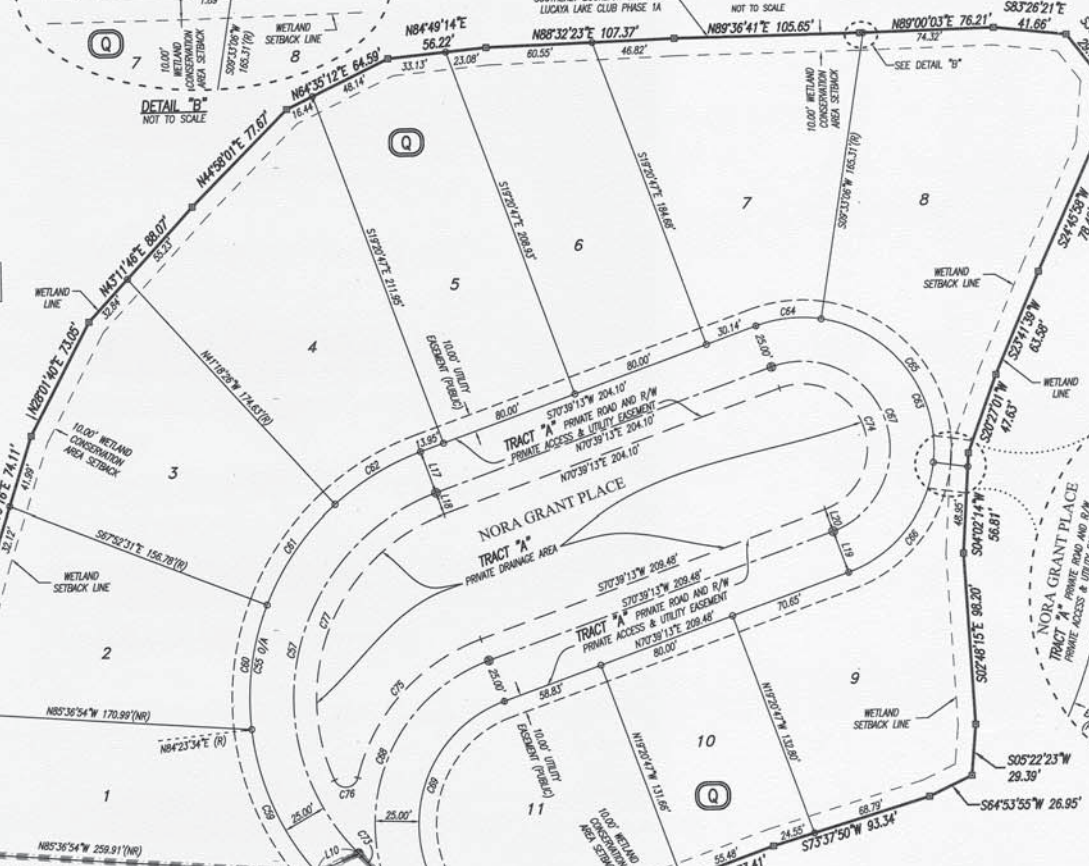 LUCAYA LAKE CLUB PHASE 1A
NOT TO SCALE
S83°26'21"E
41.66'
N84°49'14"E
56.22'
N88°32'23"E 107.37'
N89°36'41"E 105.65'
N89°00'03"E 76.21'
74.32'
SEE DETAIL "B"
Q
7
8
10.00'
WETLAND
CONSERVATION
AREA SETBACK
S09°33'06"W
165.31'(R)
WETLAND
SETBACK LINE
DETAIL "B"
NOT TO SCALE
N64°35'12"E 64.59'
16.44'
48.14'
33.13'
23.08'
60.55'
46.82'
10.00' WETLAND
CONSERVATION
AREA SETBACK
N44°58'01"E 77.67'
N43°11'46"E 88.07'
55.23'
32.84'
WETLAND
LINE
N28°01'40"E 73.05'
Q
S19°20'47"E 211.95'
S19°20'47"E 208.93'
S19°20'47"E 184.68'
S09°33'06"W 165.31'(R)
4
5
6
7
8
S24°45'58"W
WETLAND
SETBACK LINE
S23°41'39"W
63.58'
WETLAND
LINE
S20°27'01"W
47.63'
N41°18'26"W 174.63'(R)
10.00' UTILITY
EASEMENT (PUBLIC)
3.95'
80.00'
80.00'
30.14'
C64
25.00'
C65
C63
C67
C74
S70°39'13"W 204.10'
TRACT "A" PRIVATE ROAD AND R/W
PRIVATE ACCESS & UTILITY EASEMENT
N70°39'13"E 204.10'
N70°39'13"E 204.10'
C62
L17
L18
NORA GRANT PLACE
TRACT "A"
PRIVATE DRAINAGE AREA
74.11'
41.99'
32.12'
10.00' WETLAND
CONSERVATION
AREA SETBACK
3
C61
S67°52'31"E 156.78'(R)
WETLAND
SETBACK LINE
L20
L19
C66
48.95'
S04°02'14"W
56.81'
S70°39'13"W 209.48'
S70°39'13"W 209.48'
TRACT "A" PRIVATE ROAD AND R/W
PRIVATE ACCESS & UTILITY EASEMENT
N70°39'13"E 209.48'
58.83'
80.00'
70.65'
NORA GRANT PLACE
TRACT "A"
PRIVATE ROAD AND R/W
PRIVATE ACCESS & UTILITY
S02°48'15"E 98.20'
2
C60
C55 O/A
C57
C77
C75
25.00'
N85°36'54"W 170.99'(NR)
N84°23'34"E (R)
9
WETLAND
SETBACK LINE
N19°20'47"W 132.80'
N19°20'47"W 131.66'
10
Q
10.00' UTILITY
EASEMENT (PUBLIC)
C68
C69
11
S05°22'23"W
29.39'
S64°53'55"W 26.95'
1
C59
C76
25.00'
25.00'
C73
L10
N85°36'54"W 259.91'(NR)
10.00' WETLAND
CONSERVATION
68.79'
24.55'
S73°37'50"W 93.34'
55.48'